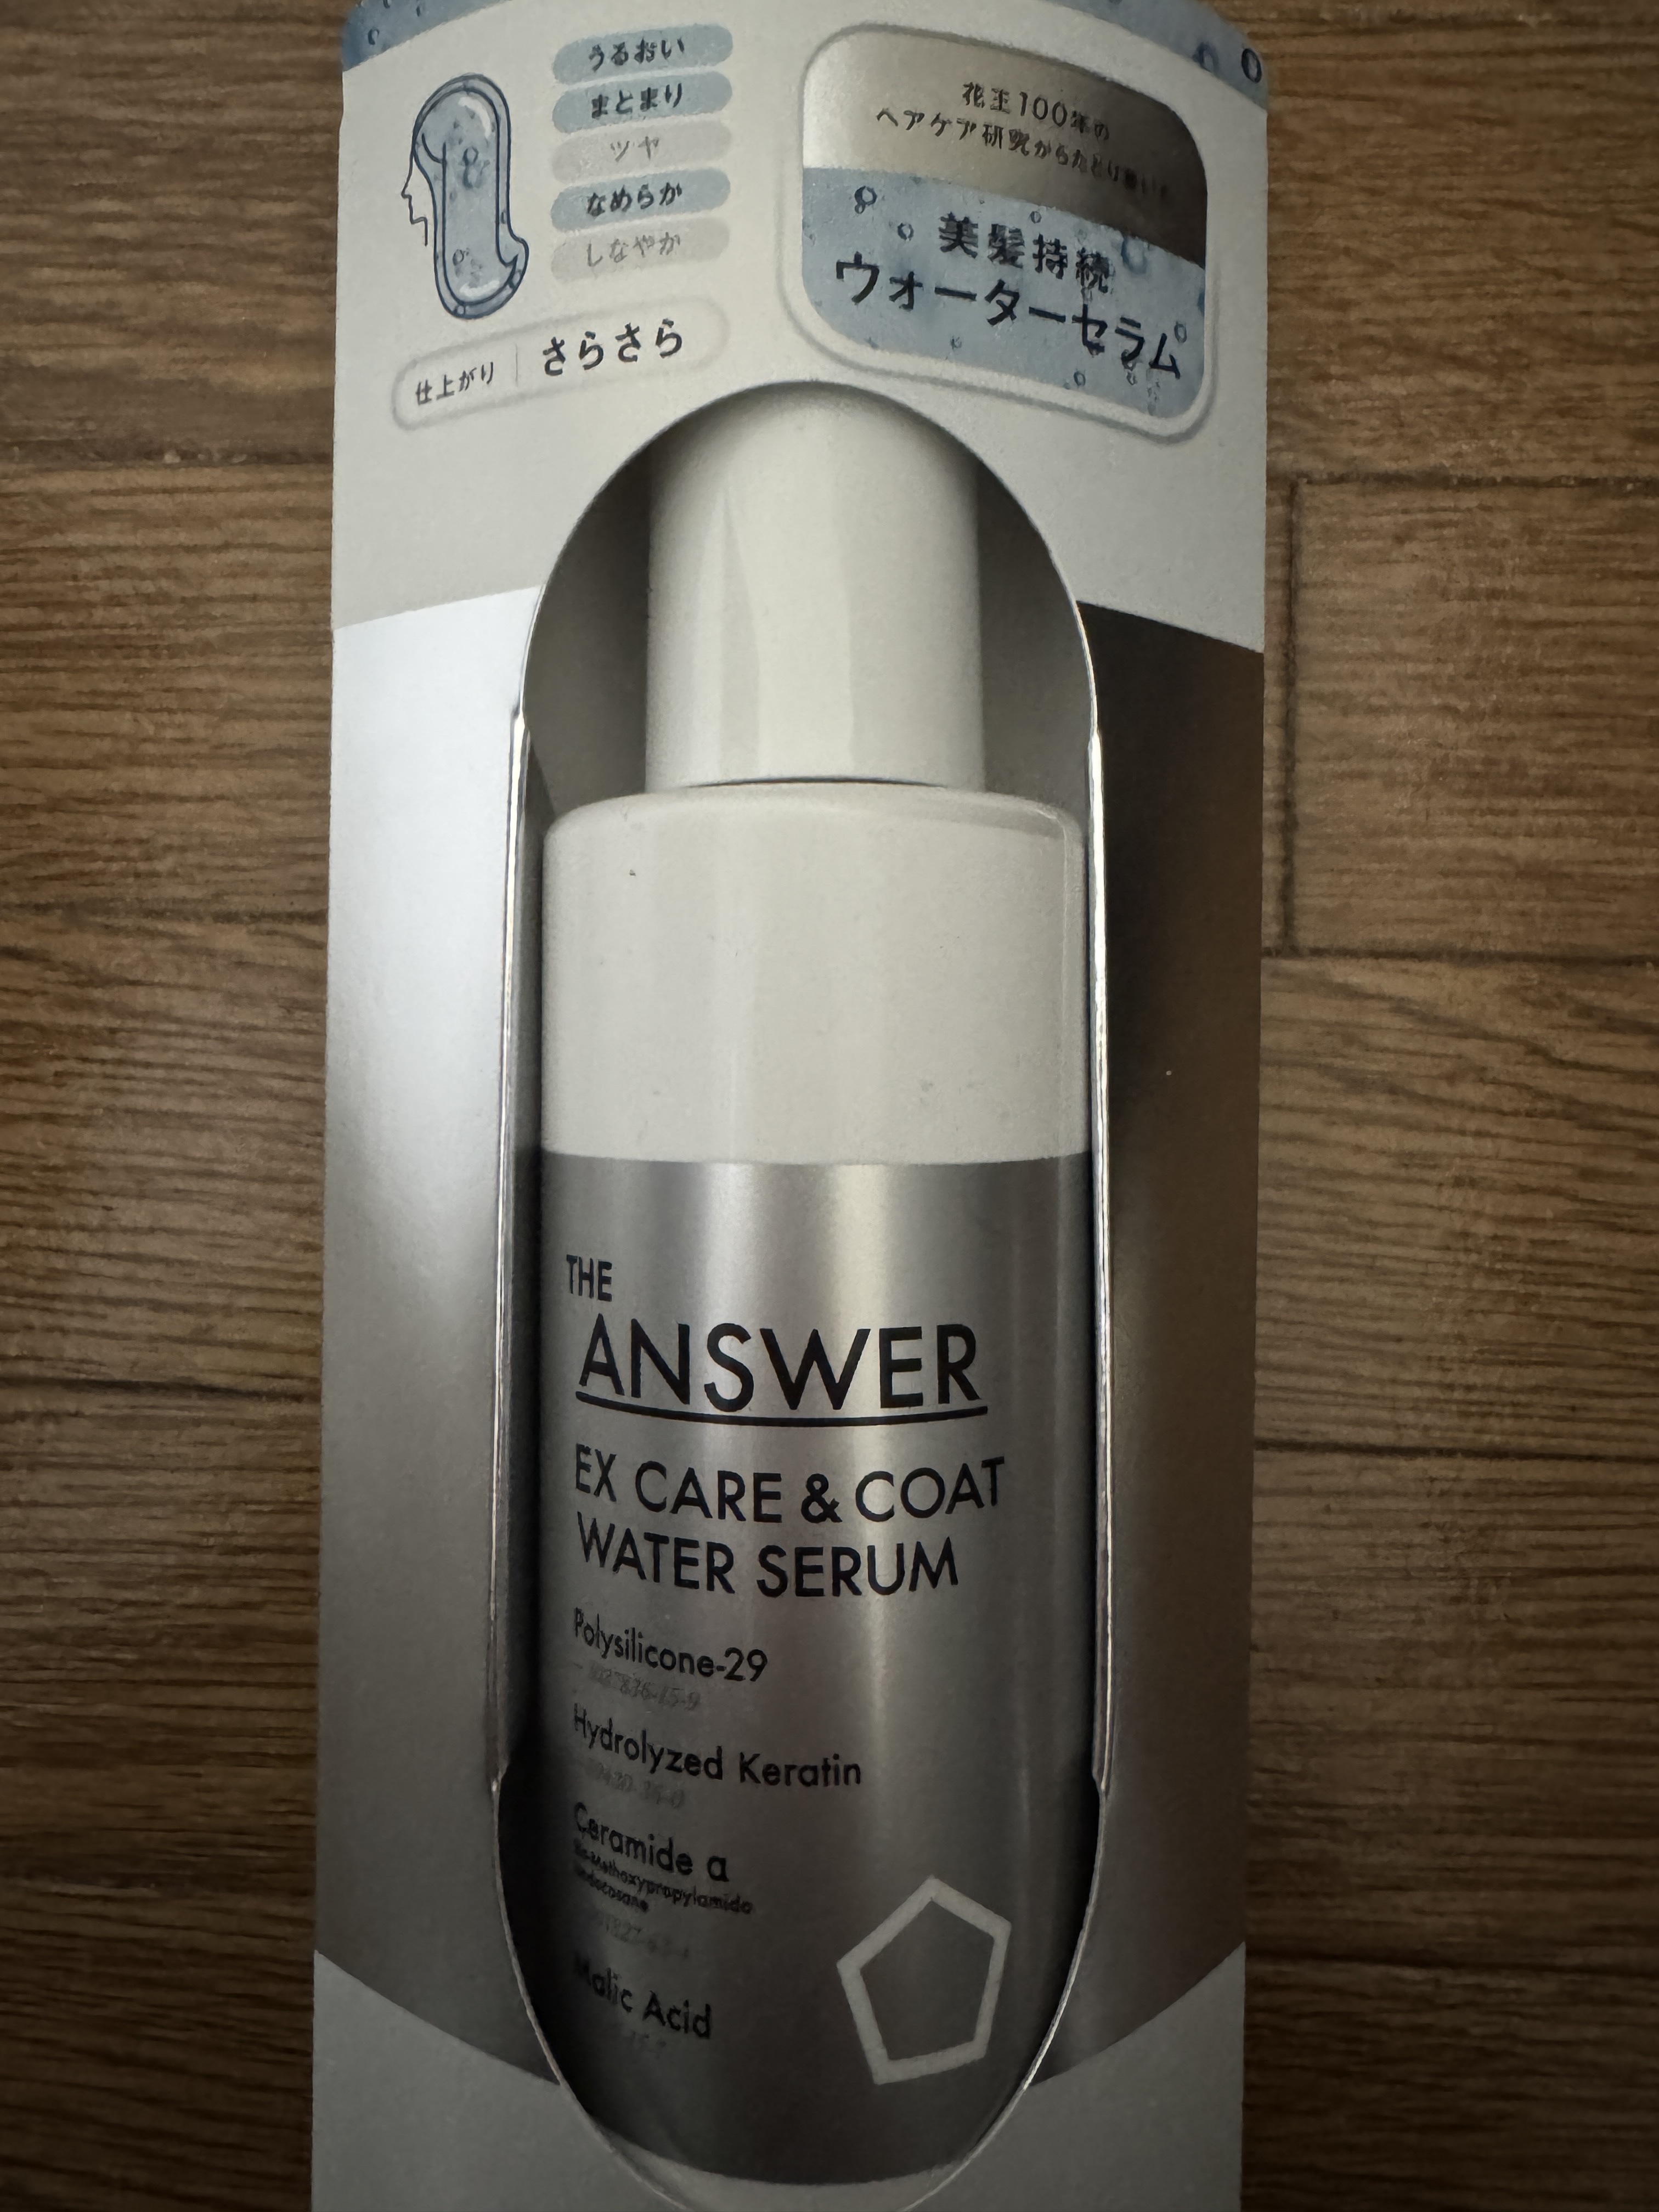 うるおい
まとまり
ツヤ
なめらか
しなやか
仕上がり さらさら
花王100年の
ヘアケア研究からたどり着いた
美髪持続
ウォーターセラム
THE
ANSWER
EX CARE & COAT
WATER SERUM
Polysilicone-29
Hydrolyzed Keratin
Ceramide α
Bis-Methoxypropylamido
Isodocosane
Malic Acid